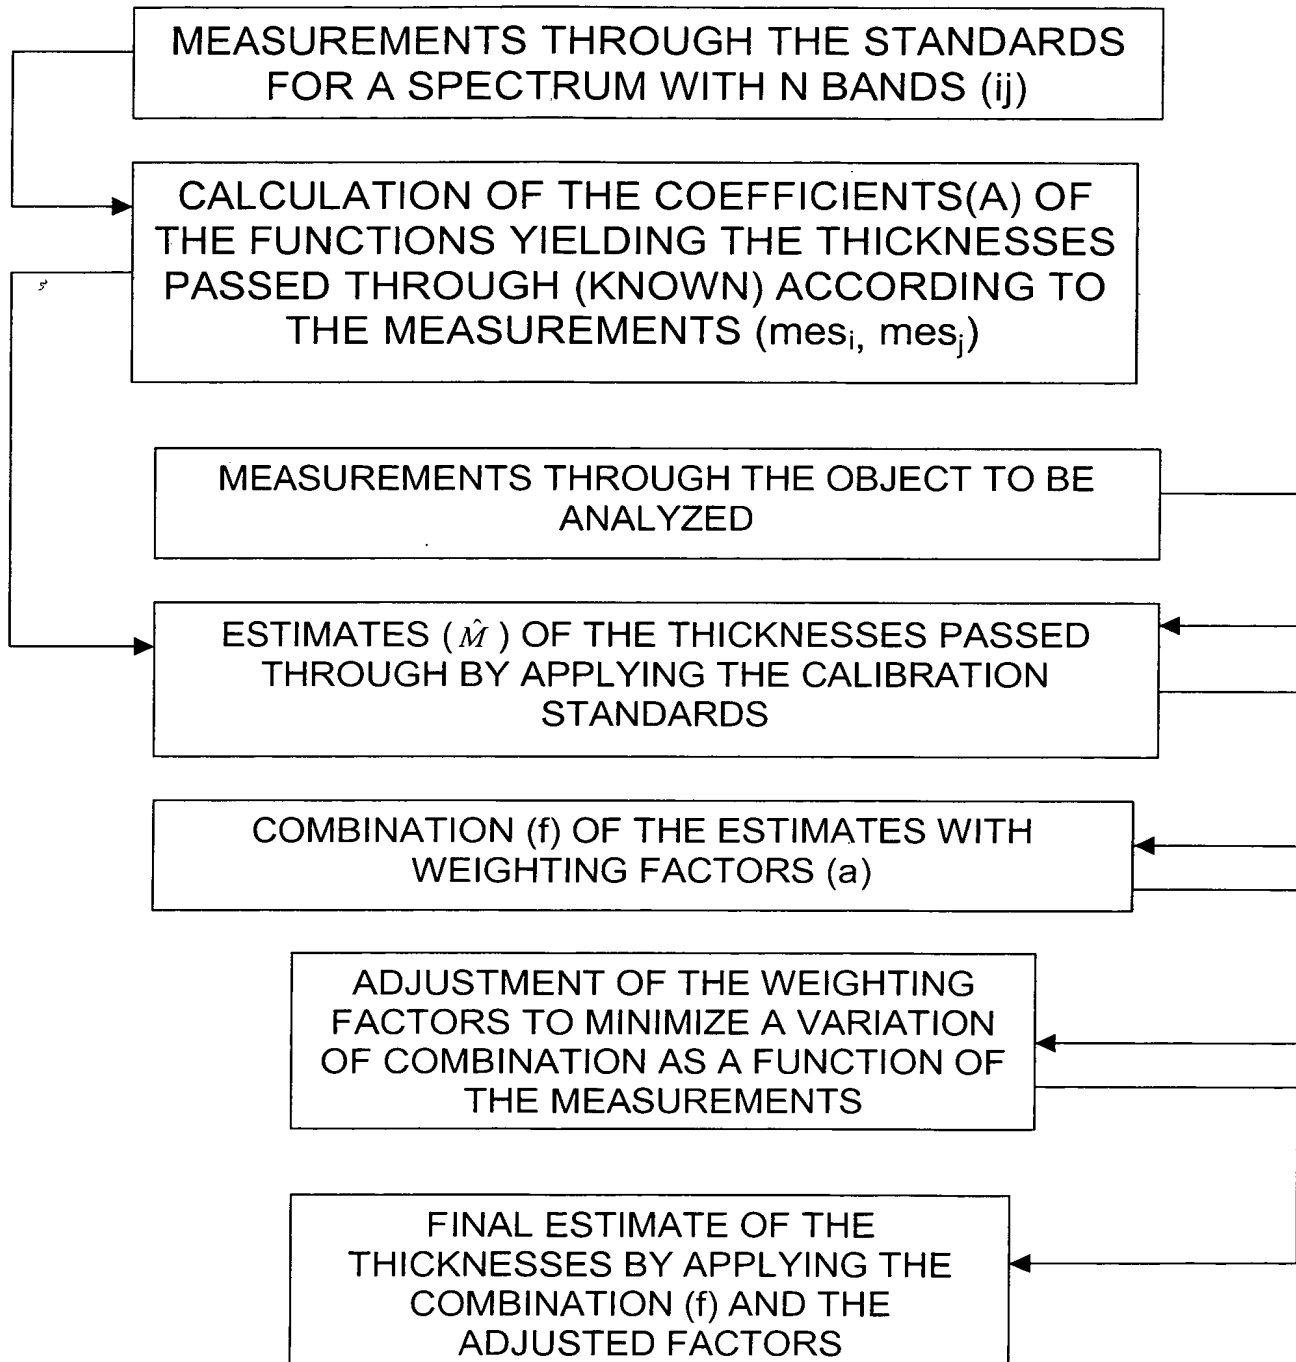 MEASUREMENTS THROUGH THE STANDARDS
FOR A SPECTRUM WITH N BANDS (ij)
CALCULATION OF THE COEFFICIENTS(A) OF
THE FUNCTIONS YIELDING THE THICKNESSES
PASSED THROUGH (KNOWN) ACCORDING TO
THE MEASUREMENTS (mesᵢ, mesⱼ)
MEASUREMENTS THROUGH THE OBJECT TO BE
ANALYZED
ESTIMATES (M̂) OF THE THICKNESSES PASSED
THROUGH BY APPLYING THE CALIBRATION
STANDARDS
COMBINATION (f) OF THE ESTIMATES WITH
WEIGHTING FACTORS (a)
ADJUSTMENT OF THE WEIGHTING
FACTORS TO MINIMIZE A VARIATION
OF COMBINATION AS A FUNCTION OF
THE MEASUREMENTS
FINAL ESTIMATE OF THE
THICKNESSES BY APPLYING THE
COMBINATION (f) AND THE
ADJUSTED FACTORS